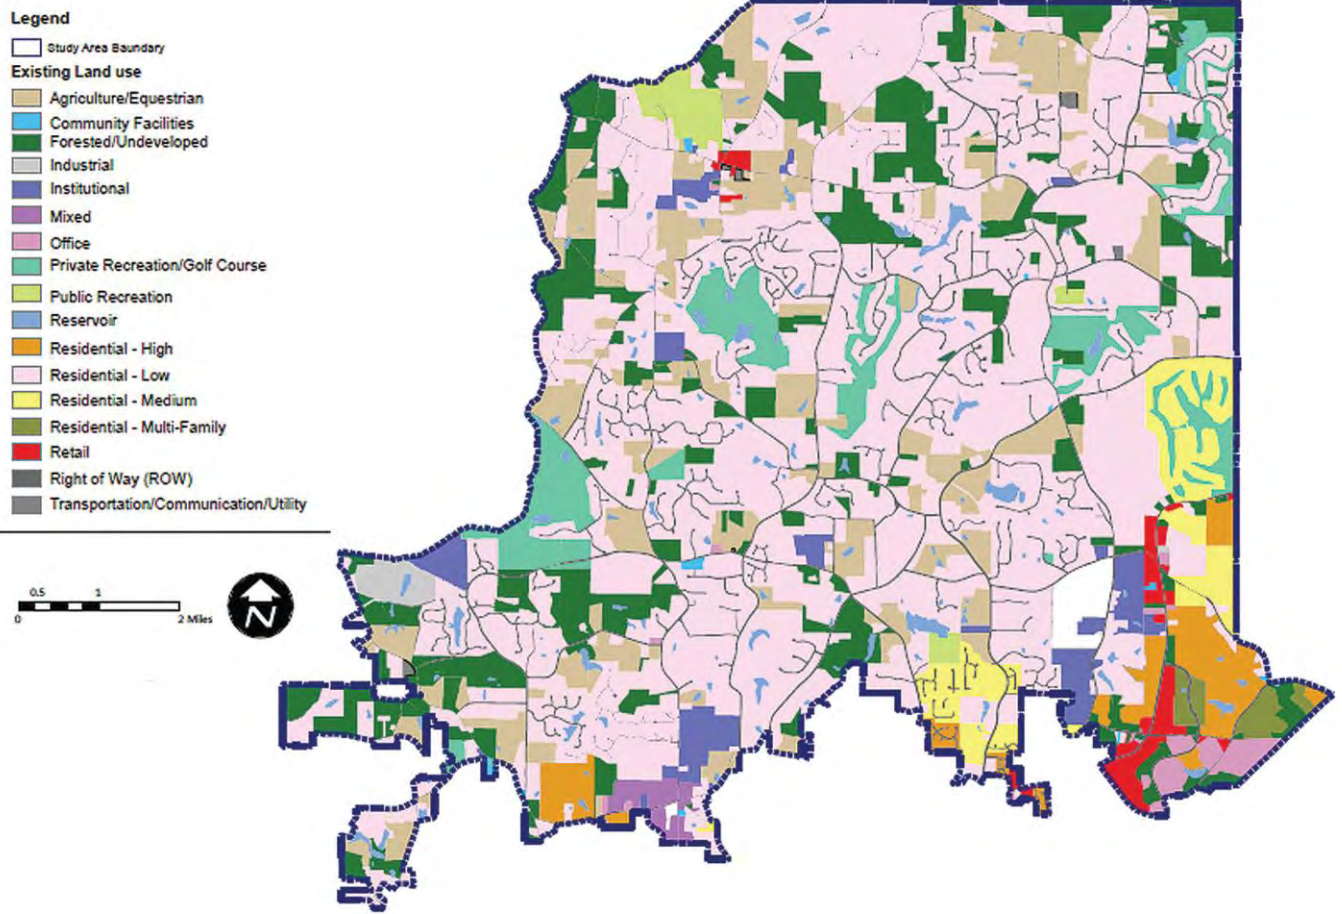 Legend
Study Area Baundary
Existing Land use
Agriculture/Equestrian
Community Facilities
Forested/Undeveloped
Industrial
Institutional
Mixed
Office
Private Recreation/Golf Course
Public Recreation
Reservoir
Residential - High
Residential - Low
Residential - Medium
Residential - Multi-Family
Retail
Right of Way (ROW)
Transportation/Communication/Utility
0.5 1
0 2 Miles
N